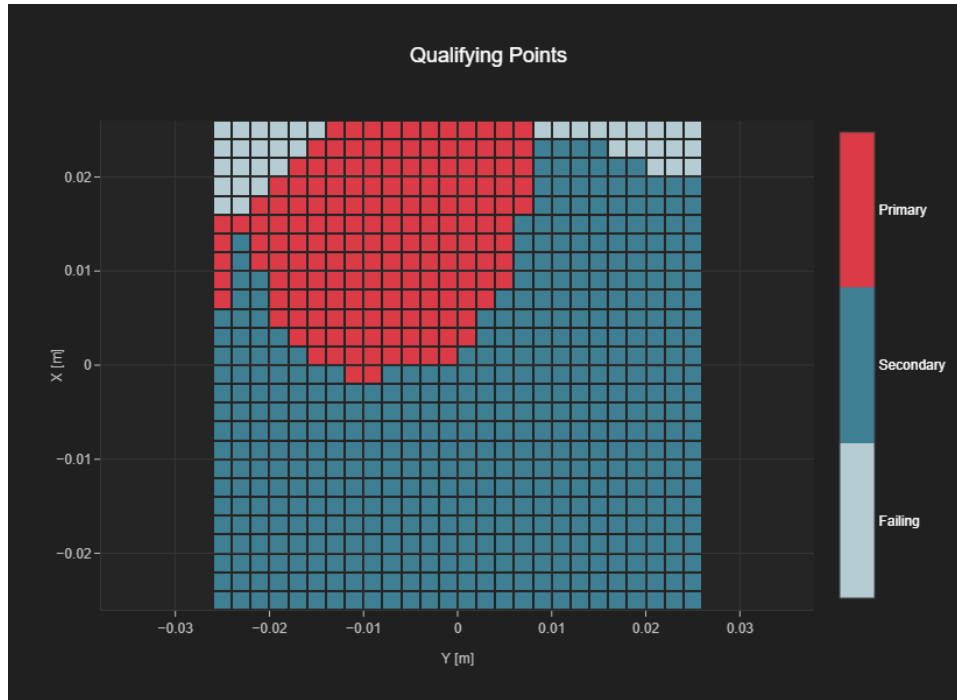 Qualifying Points
X [m]
0.02
0.01
0
−0.01
−0.02
−0.03
−0.02
−0.01
0
0.01
0.02
0.03
Y [m]
Primary
Secondary
Failing